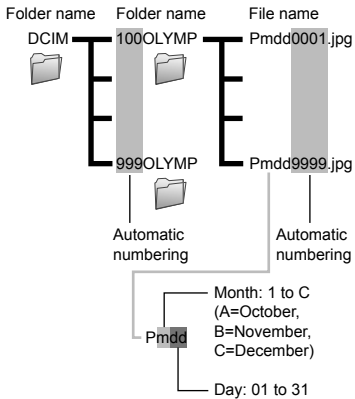 Folder name Folder name File name
DCIM 100OLYMP Pmdd0001.jpg
999OLYMP Pmdd9999.jpg
Automatic numbering
Automatic numbering
Pmdd
Month: 1 to C
(A=October,
B=November,
C=December)
Day: 01 to 31